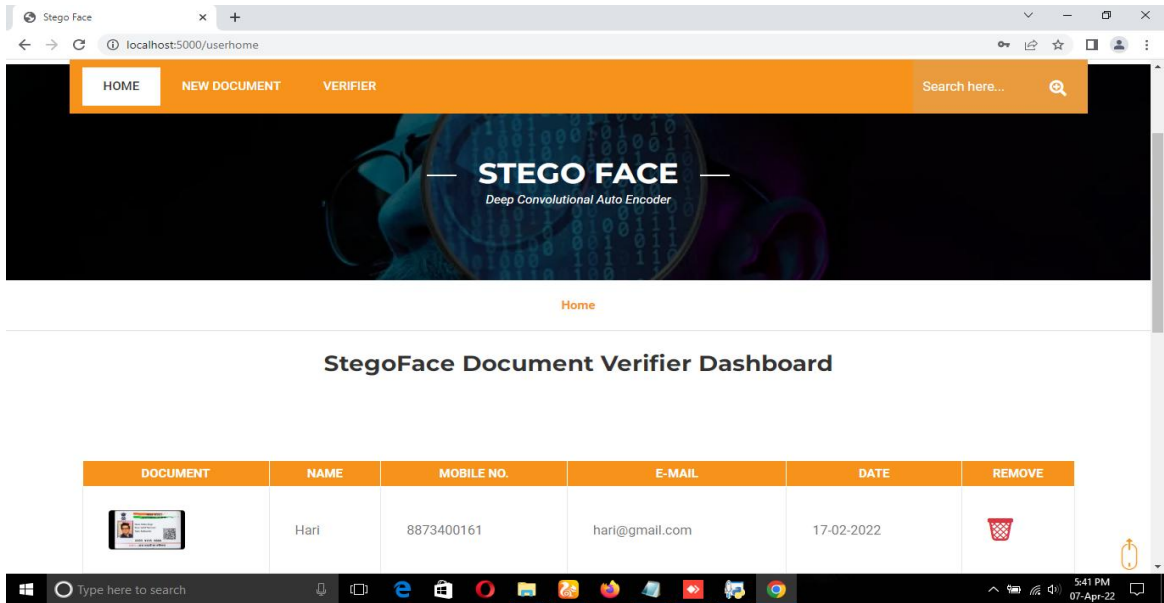 Stego Face
localhost:5000/userhome
HOME NEW DOCUMENT VERIFIER Search here...
STEGO FACE
Deep Convolutional Auto Encoder
Home
StegoFace Document Verifier Dashboard
DOCUMENT NAME MOBILE NO. E-MAIL DATE REMOVE
Hari 8873400161 hari@gmail.com 17-02-2022
Type here to search
5:41 PM
07-Apr-22